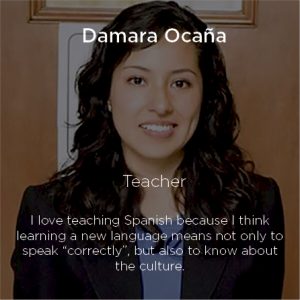 Damara Ocaña
Teacher
I love teaching Spanish because I think
learning a new language means not only to
speak “correctly”, but also to know about
the culture.